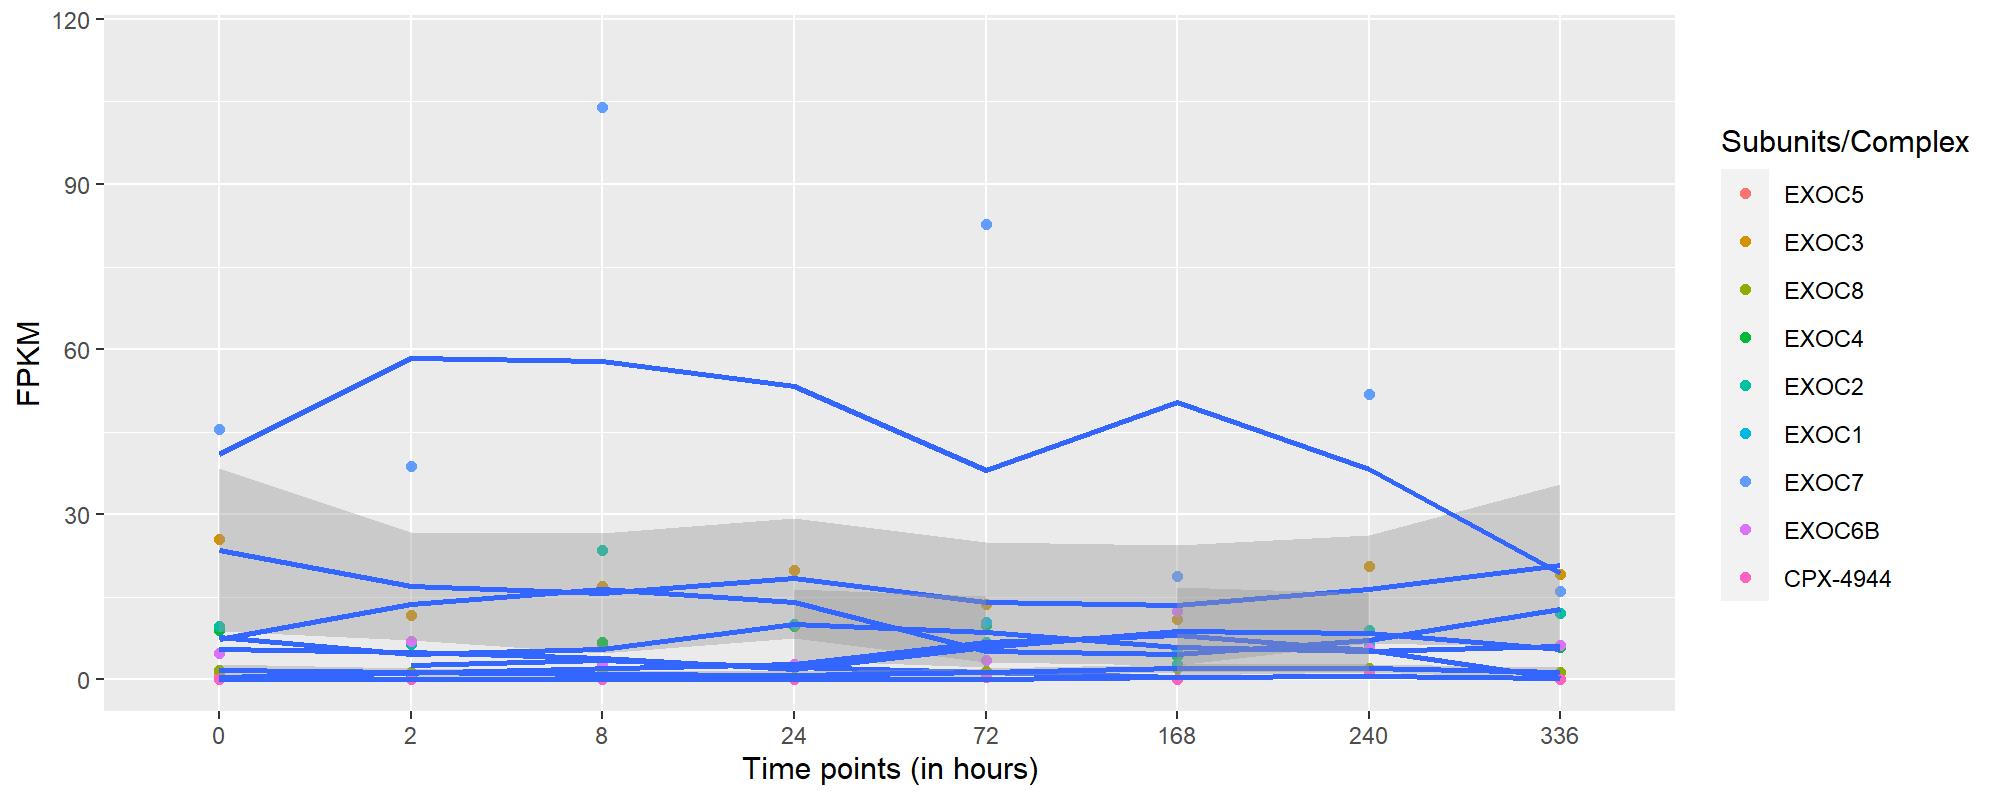 120
90
60
30
0
FPKM
0 2 8 24 72 168 240 336
Time points (in hours)
Subunits/Complex
EXOC5
EXOC3
EXOC8
EXOC4
EXOC2
EXOC1
EXOC7
EXOC6B
CPX-4944